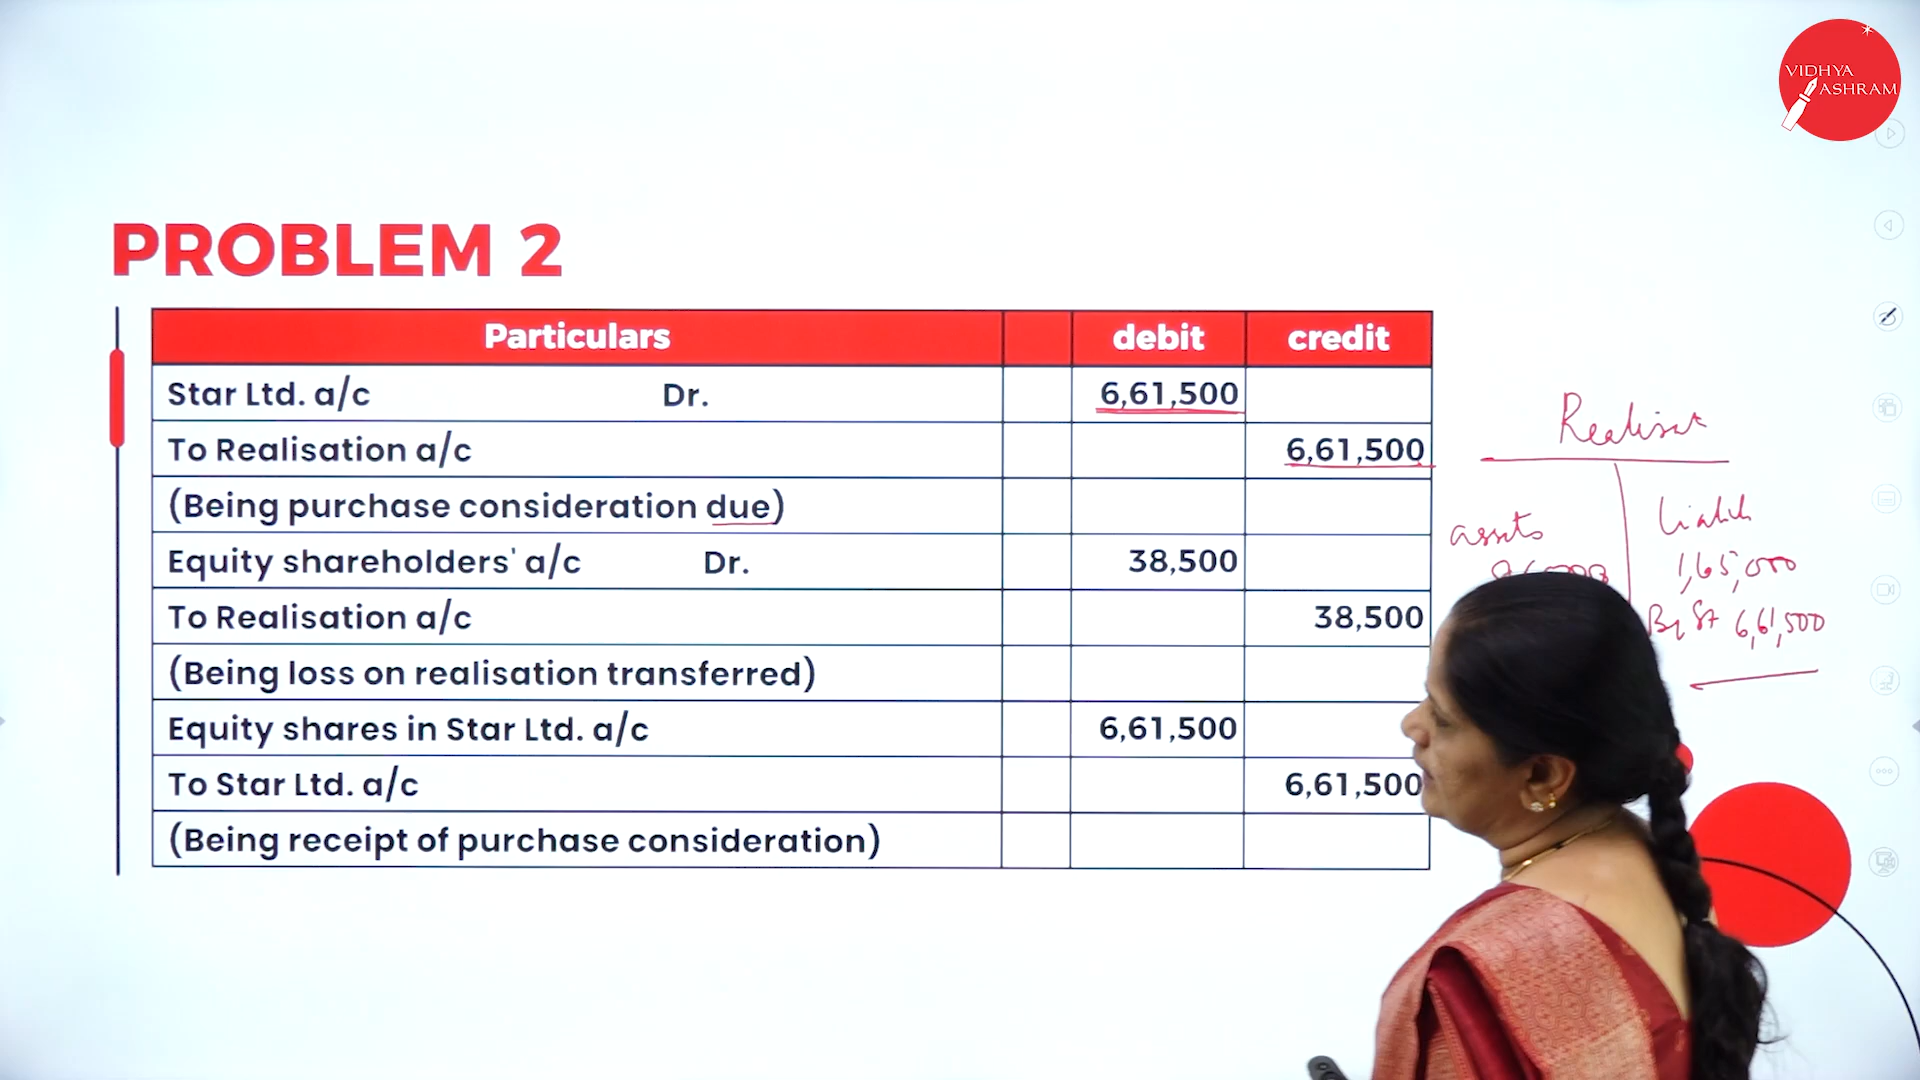 VIDHYA
ASHRAM
PROBLEM 2
Particulars debit credit
Star Ltd. a/c Dr. 6,61,500
To Realisation a/c 6,61,500
(Being purchase consideration due)
Equity shareholders' a/c Dr. 38,500
To Realisation a/c 38,500
(Being loss on realisation transferred)
Equity shares in Star Ltd. a/c 6,61,500
To Star Ltd. a/c 6,61,500
(Being receipt of purchase consideration)
assets
1,65,000
By St 6,61,500